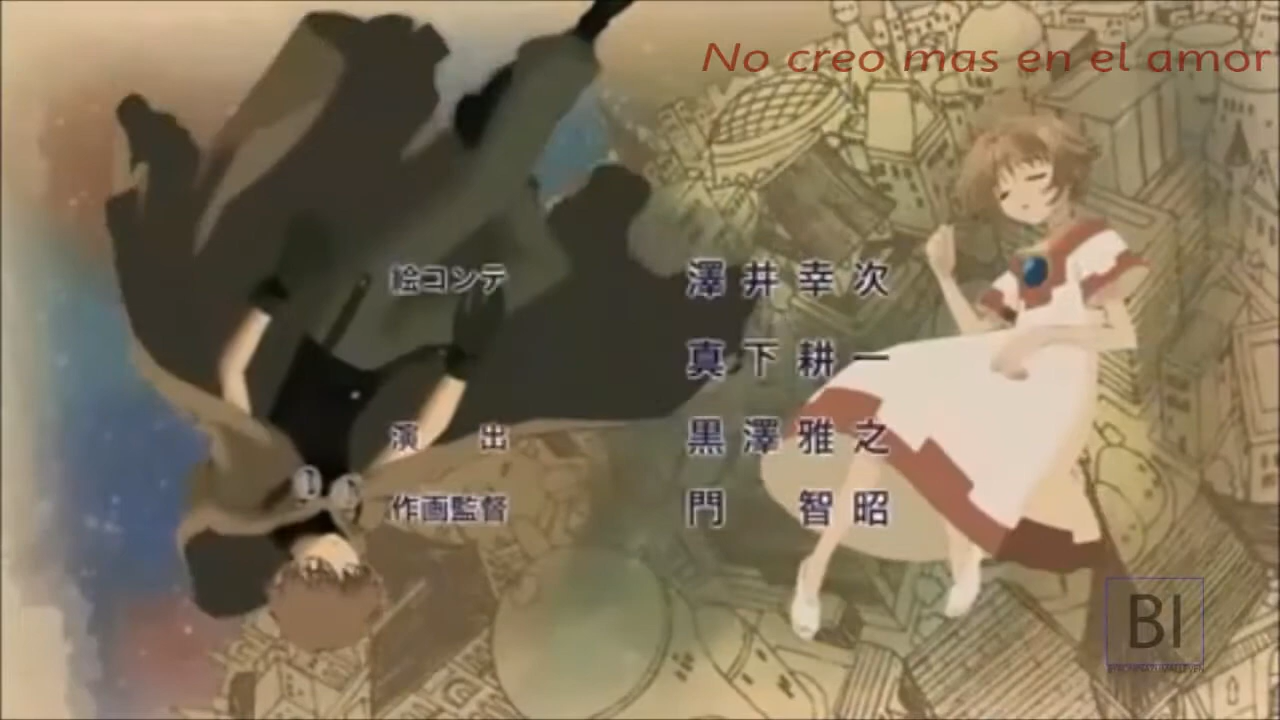 No creo mas en el amor
絵コンテ 澤井幸次
真下耕一
演出 黒澤雅之
作画監督 門智昭
BI